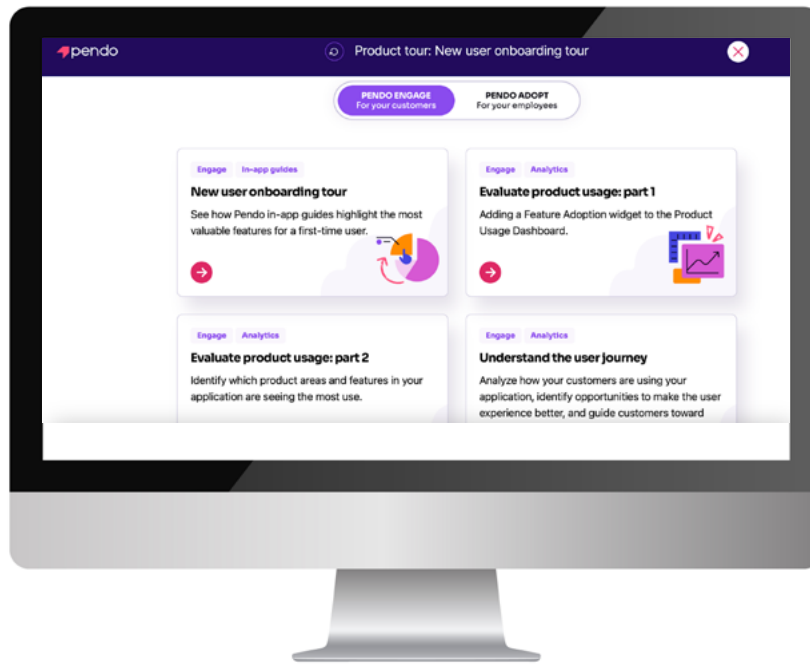 pendo
Product tour: New user onboarding tour
PENDO ENGAGE
For your customers
PENDO ADOPT
For your employees
Engage In-app guides
New user onboarding tour
See how Pendo in-app guides highlight the most
valuable features for a first-time user.
Engage Analytics
Evaluate product usage: part 1
Adding a Feature Adoption widget to the Product
Usage Dashboard.
Engage Analytics
Evaluate product usage: part 2
Identify which product areas and features in your
application are seeing the most use.
Engage Analytics
Understand the user journey
Analyze how your customers are using your
application, identify opportunities to make the user
experience better, and guide customers toward